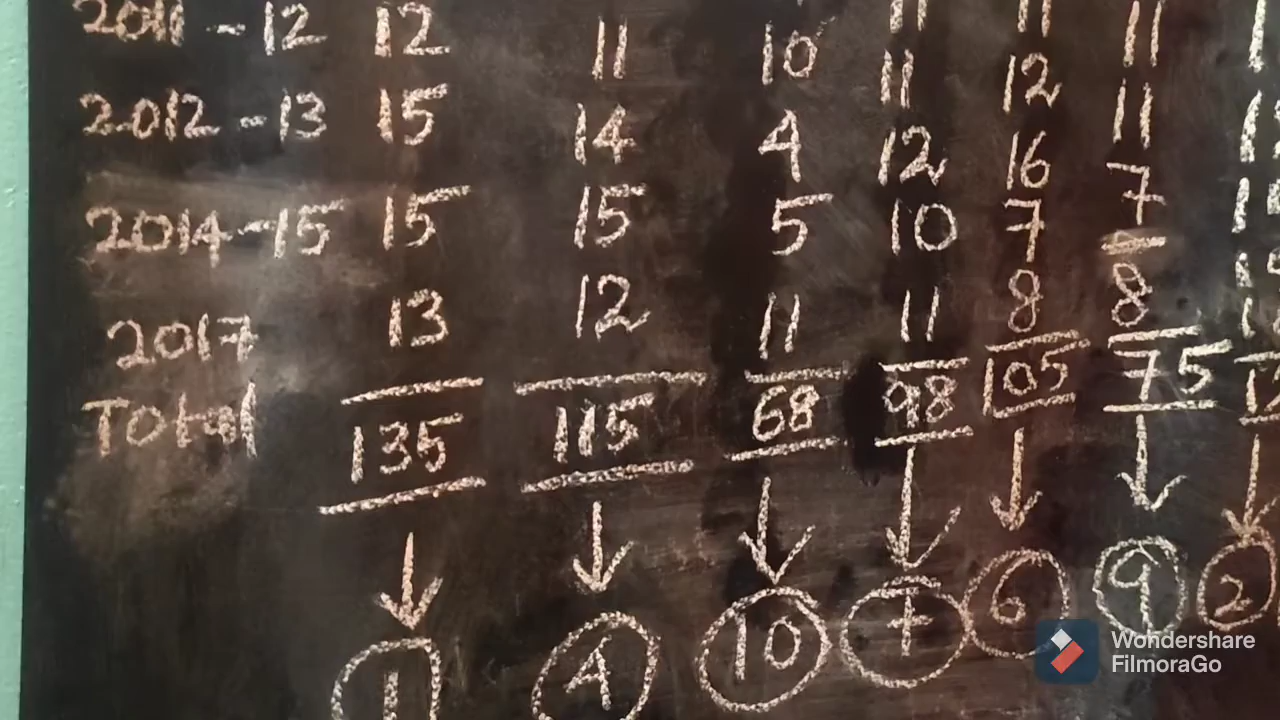 2011-12 12 11 10 11 11 11
2012-13 15 14 4 11 12 11
2014-15 15 15 5 12 16 7
2017 13 12 11 10 7 8
11 8
Total 135 115 68 98 105 75
1 4 10 7 6 9 2
Wondershare
FilmoraGo